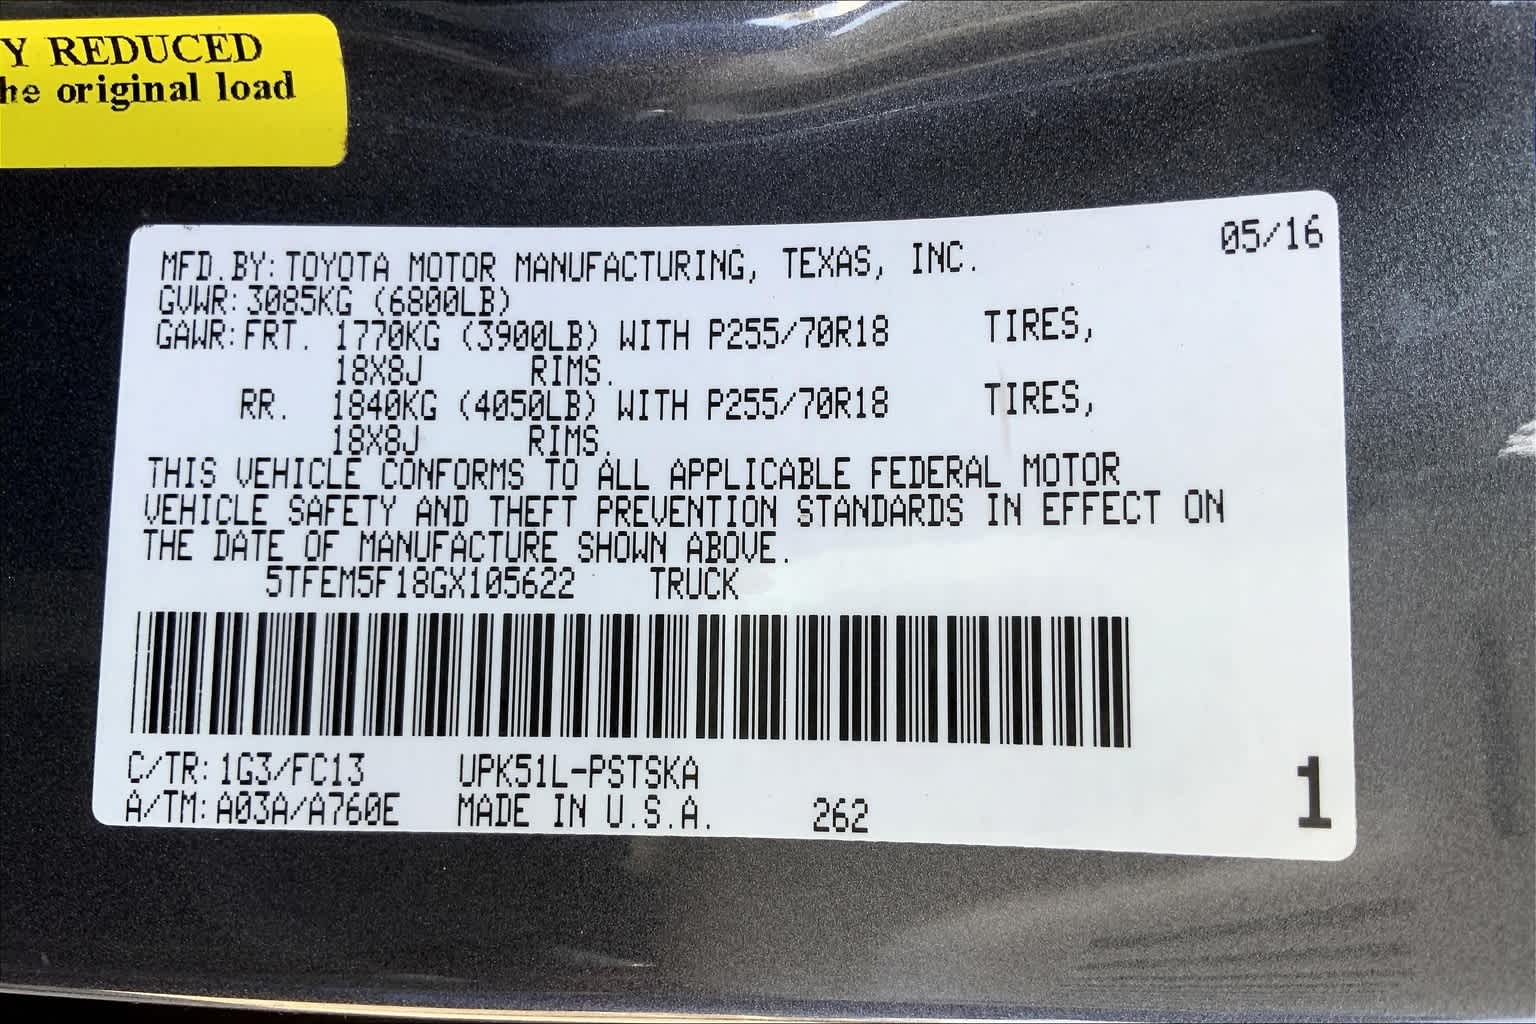 Y REDUCED
he original load
05/16
MFD.BY: TOYOTA MOTOR MANUFACTURING, TEXAS, INC.
GVWR: 3085KG (6800LB)
GAWR: FRT. 1770KG (3900LB) WITH P255/70R18 TIRES,
18X8J RIMS.
RR. 1840KG (4050LB) WITH P255/70R18 TIRES,
18X8J RIMS.
THIS VEHICLE CONFORMS TO ALL APPLICABLE FEDERAL MOTOR
VEHICLE SAFETY AND THEFT PREVENTION STANDARDS IN EFFECT ON
THE DATE OF MANUFACTURE SHOWN ABOVE.
5TFEM5F18GX105622 TRUCK
C/TR: 1G3/FC13 UPK51L-PSTSKA
A/TM: A03A/A760E MADE IN U.S.A. 262
1